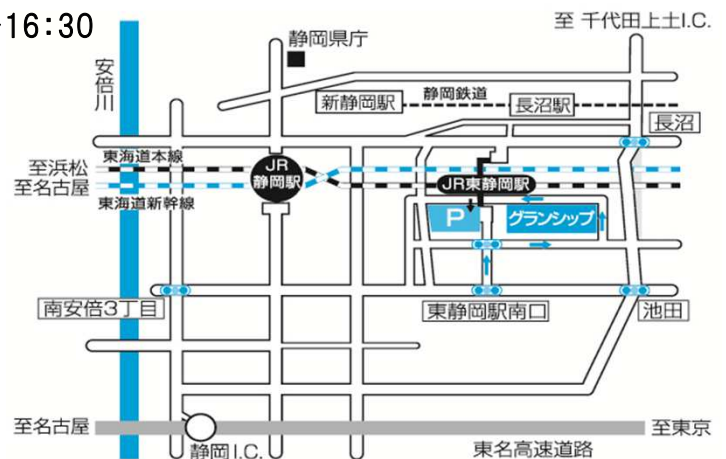 16:30
至 千代田上土I.C.
静岡県庁
安倍川
静岡鉄道
新静岡駅
長沼駅
長沼
東海道本線
至浜松
至名古屋
東海道新幹線
JR
静岡駅
JR東静岡駅
P
グランシップ
南安倍3丁目
東静岡駅南口
池田
至名古屋
至東京
静岡I.C.
東名高速道路